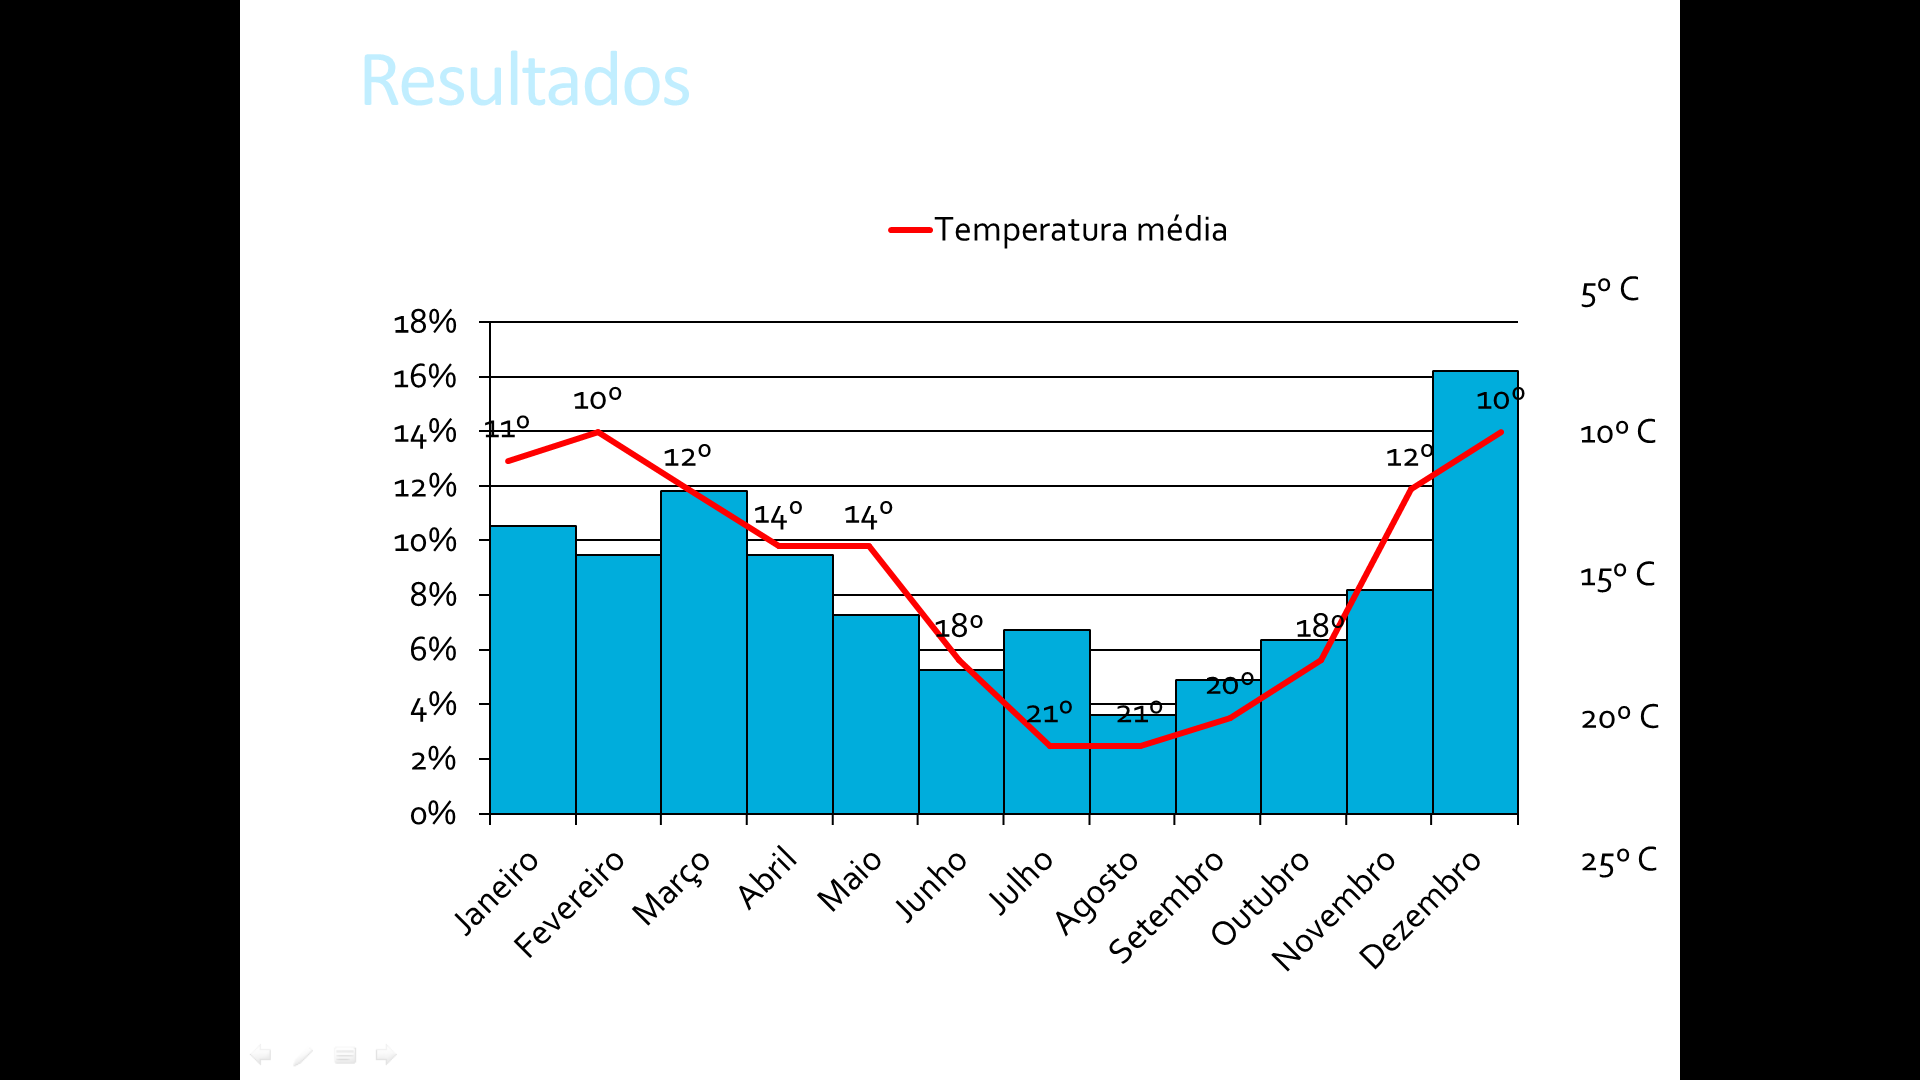 Resultados
Temperatura média
5º C
10º C
15º C
20º C
25º C
18%
16%
14%
12%
10%
8%
6%
4%
2%
0%
11º
10º
12º
14º
14º
18º
21º
21º
20º
18º
12º
10º
Janeiro
Fevereiro
Março
Abril
Maio
Junho
Julho
Agosto
Setembro
Outubro
Novembro
Dezembro